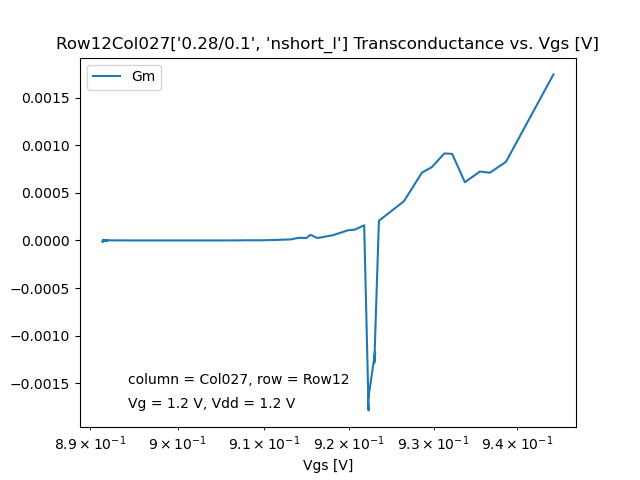 Row12Col027['0.28/0.1', 'nshort_l'] Transconductance vs. Vgs [V]
Gm
0.0015
0.0010
0.0005
0.0000
−0.0005
−0.0010
−0.0015
column = Col027, row = Row12
Vg = 1.2 V, Vdd = 1.2 V
8.9 × 10⁻¹ 9 × 10⁻¹ 9.1 × 10⁻¹ 9.2 × 10⁻¹ 9.3 × 10⁻¹ 9.4 × 10⁻¹
Vgs [V]